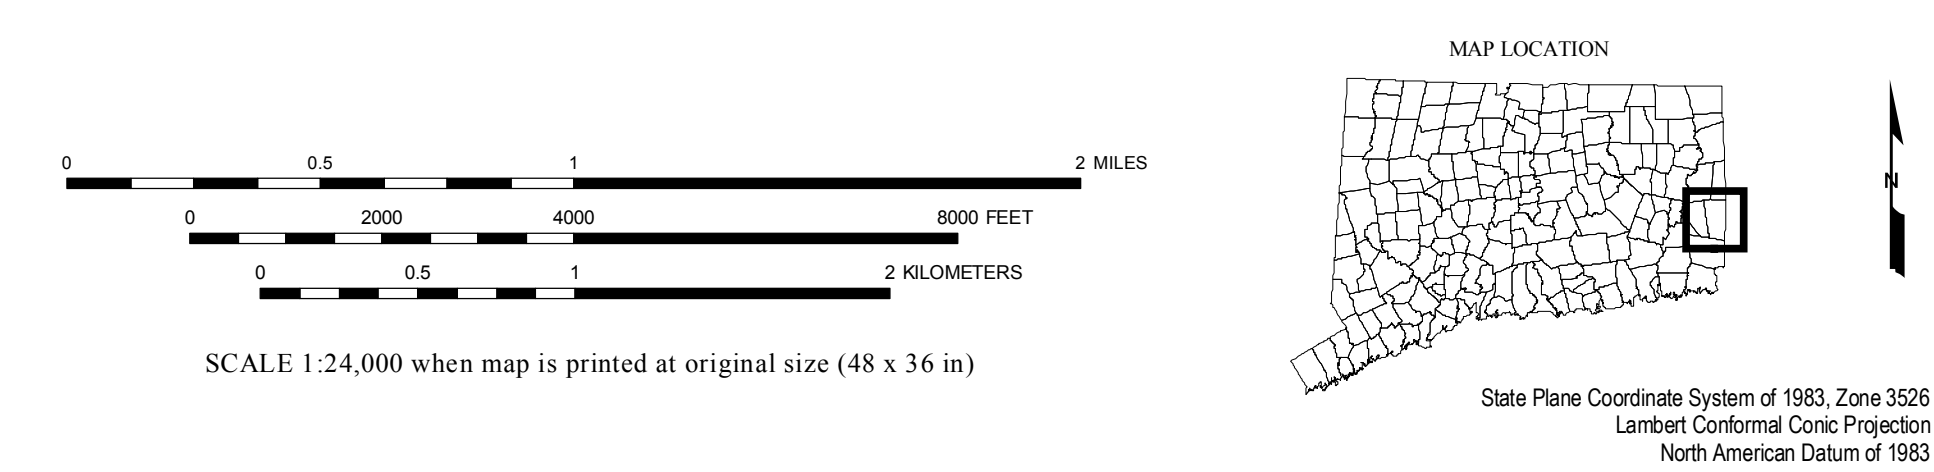 0 0.5 1 2 MILES
0 2000 4000 8000 FEET
0 0.5 1 2 KILOMETERS
SCALE 1:24,000 when map is printed at original size (48 x 36 in)
MAP LOCATION
N
State Plane Coordinate System of 1983, Zone 3526
Lambert Conformal Conic Projection
North American Datum of 1983